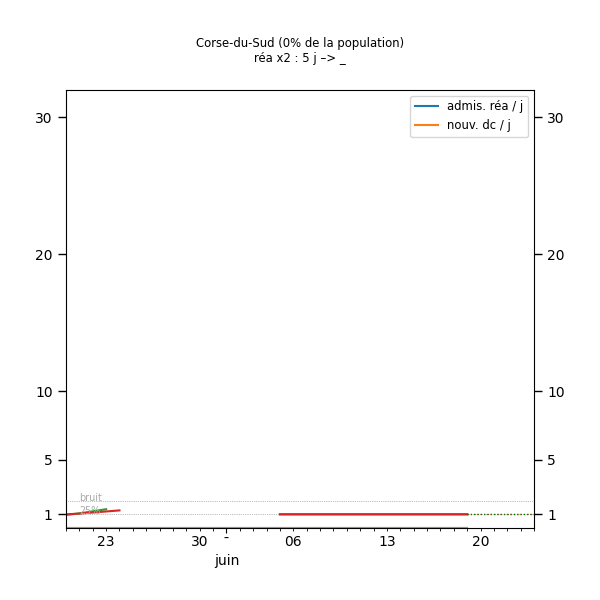 Corse-du-Sud (0% de la population)
réa x2 : 5 j –> _
admis. réa / j
nouv. dc / j
30
30
20
20
10
10
5
5
bruit
25%
1
1
23
30
-
06
13
20
juin